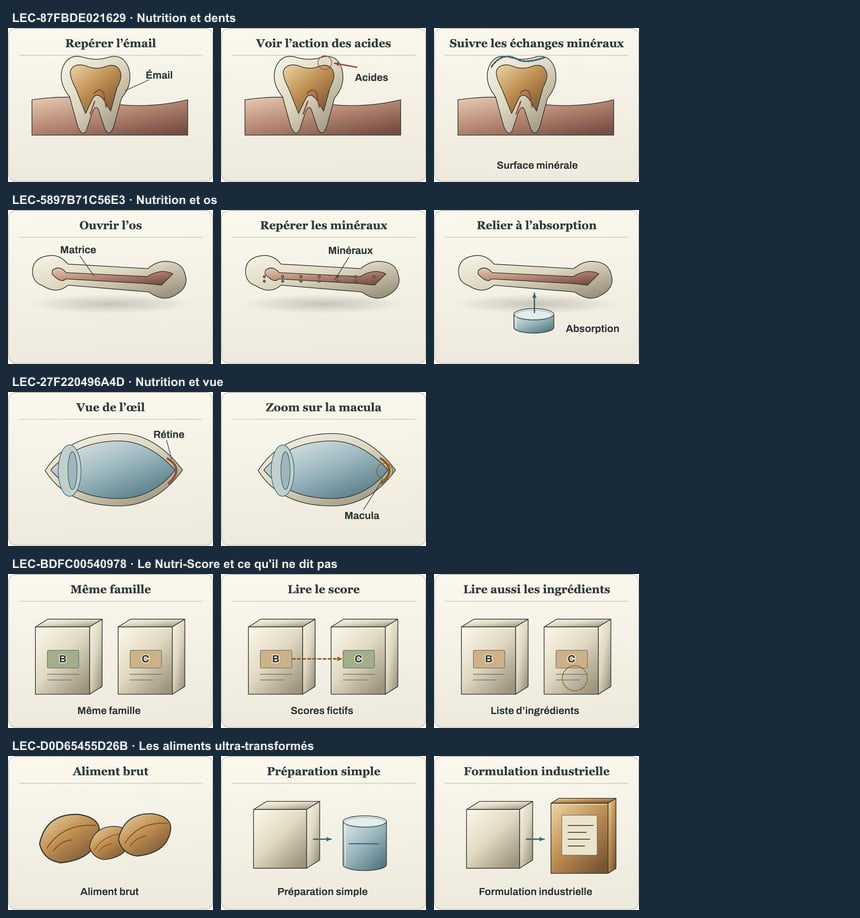 LEC-87FBDE021629 · Nutrition et dents
Repérer l’émail
Émail
Voir l’action des acides
Acides
Suivre les échanges minéraux
Surface minérale
LEC-5897B71C56E3 · Nutrition et os
Ouvrir l’os
Matrice
Repérer les minéraux
Minéraux
Relier à l’absorption
Absorption
LEC-27F220496A4D · Nutrition et vue
Vue de l’œil
Rétine
Zoom sur la macula
Macula
LEC-BDFC00540978 · Le Nutri-Score et ce qu'il ne dit pas
Même famille
B
C
Même famille
Lire le score
B
C
Scores fictifs
Lire aussi les ingrédients
B
C
Liste d’ingrédients
LEC-D0D65455D26B · Les aliments ultra-transformés
Aliment brut
Aliment brut
Préparation simple
Préparation simple
Formulation industrielle
Formulation industrielle